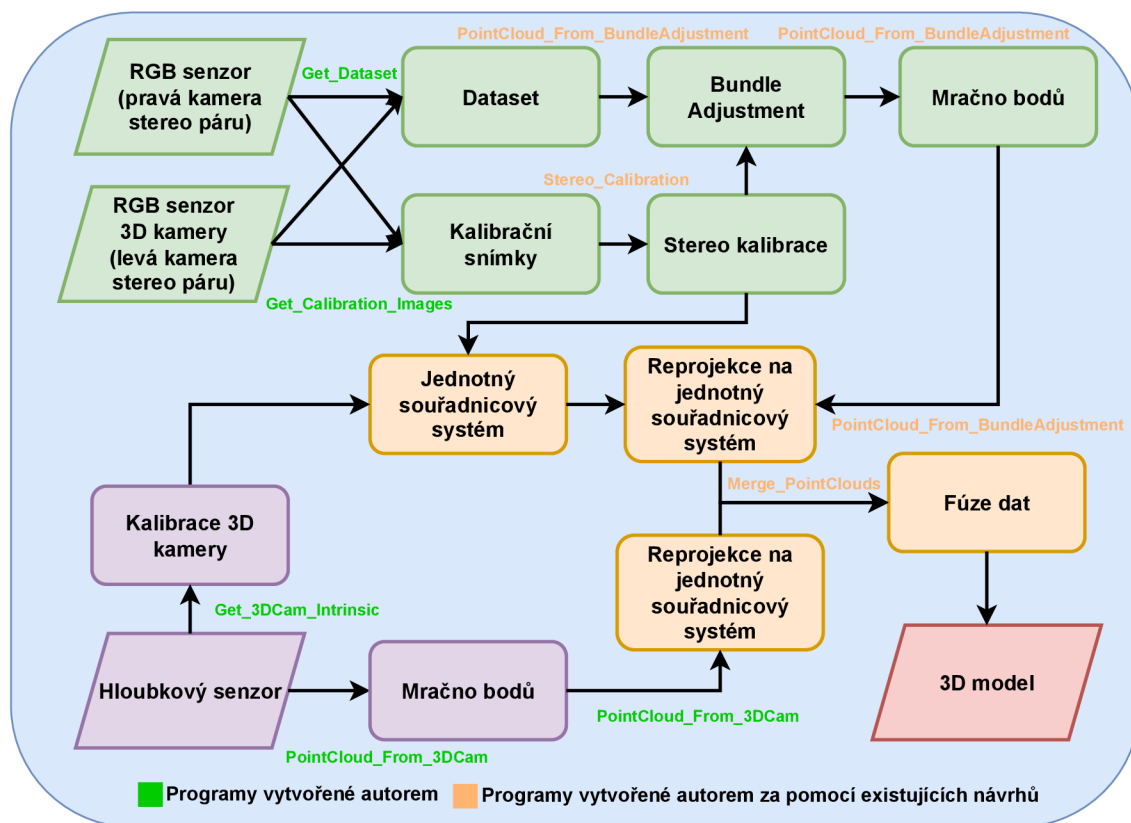 PointCloud_From_BundleAdjustment
PointCloud_From_BundleAdjustment
RGB senzor
(pravá kamera
stereo páru)
Get_Dataset
Dataset
Bundle
Adjustment
Mračno bodů
RGB senzor
3D kamery
(levá kamera
stereo páru)
Stereo_Calibration
Kalibrační
snímky
Stereo kalibrace
Get_Calibration_Images
Jednotný
souřadnicový
systém
Reprojekce na
jednotný
souřadnicový
systém
PointCloud_From_BundleAdjustment
Merge_PointClouds
Fúze dat
Kalibrace 3D
kamery
Reprojekce na
jednotný
souřadnicový
systém
Get_3DCam_Intrinsic
Hloubkový senzor
Mračno bodů
3D model
PointCloud_From_3DCam
PointCloud_From_3DCam
Programy vytvořené autorem
Programy vytvořené autorem za pomocí existujících návrhů